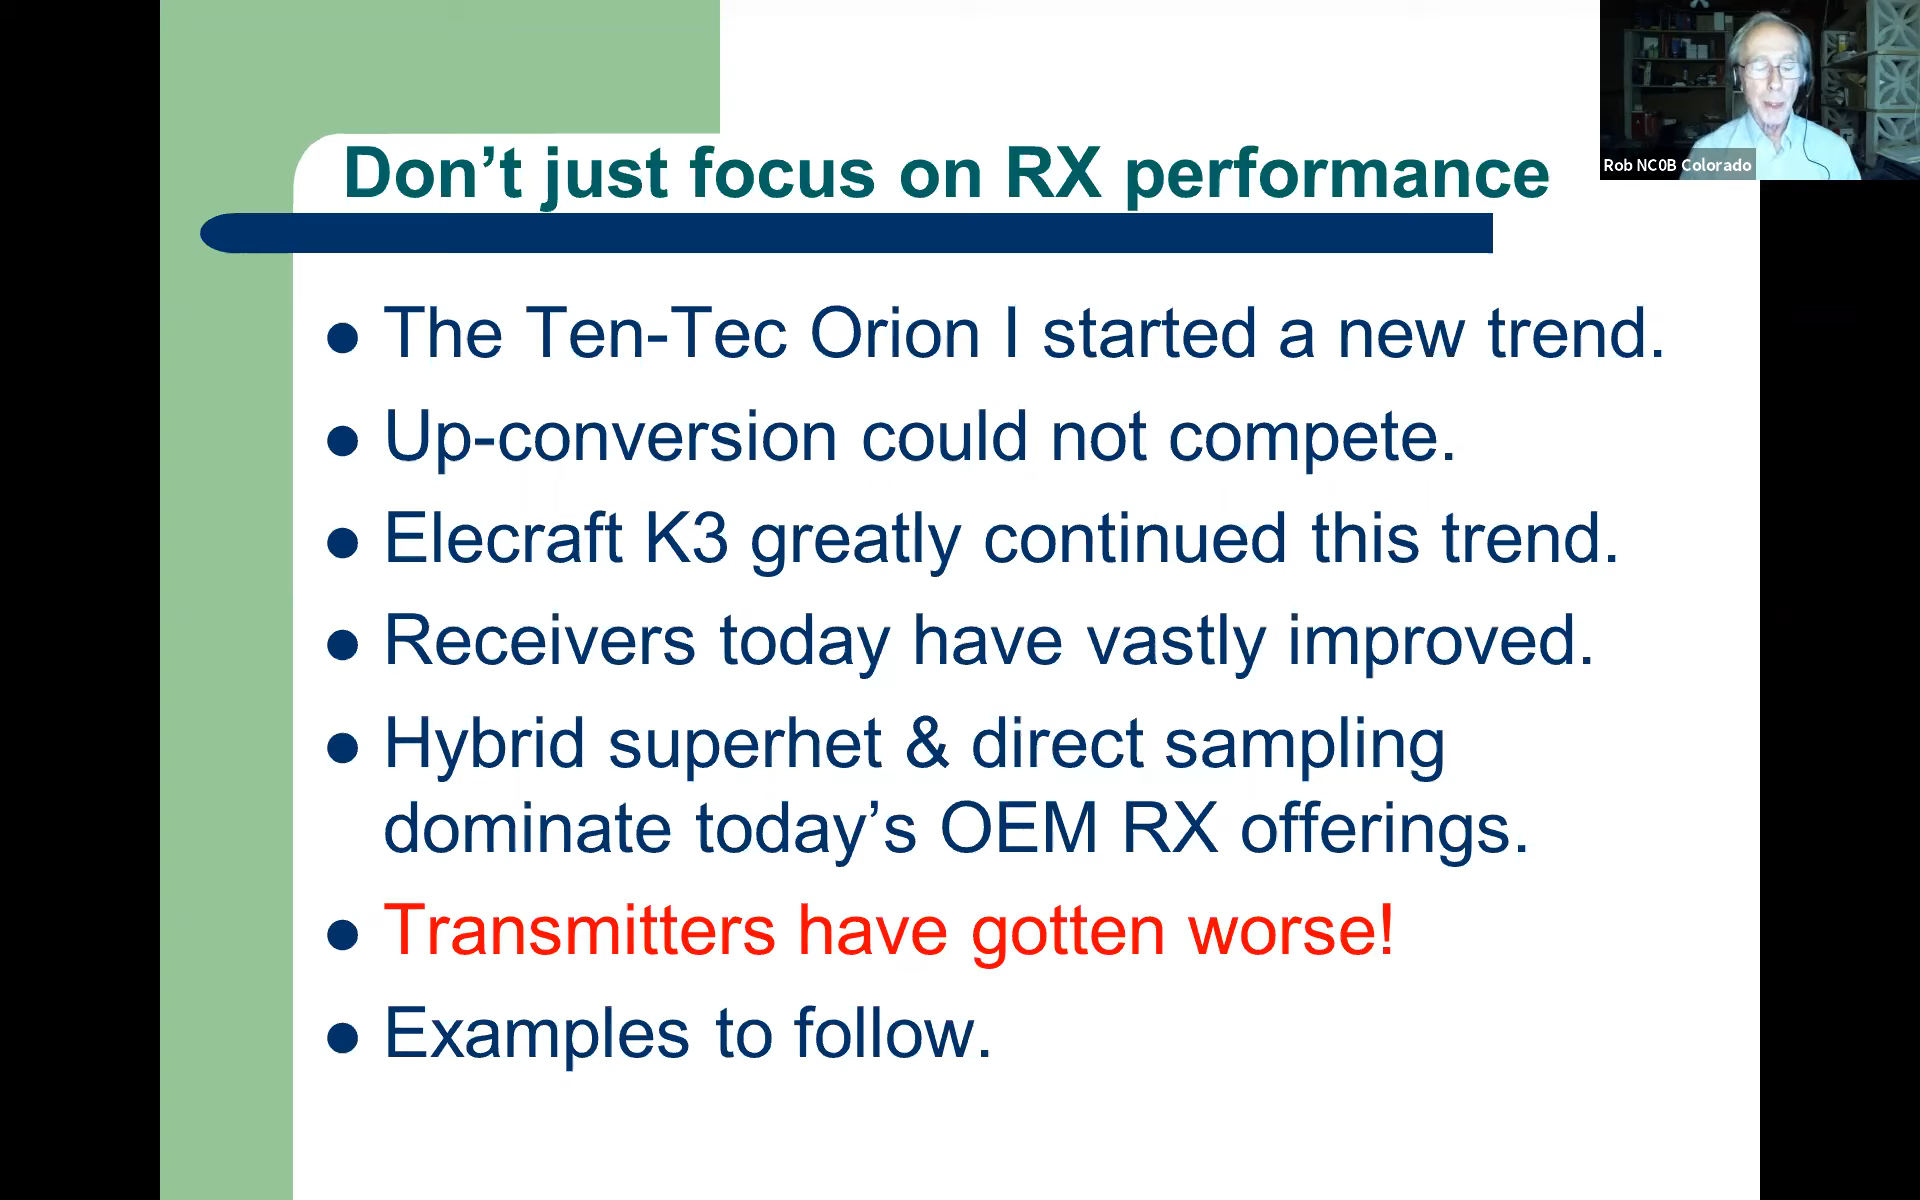 Don’t just focus on RX performance
Rob NC0B Colorado
The Ten-Tec Orion I started a new trend.
Up-conversion could not compete.
Elecraft K3 greatly continued this trend.
Receivers today have vastly improved.
Hybrid superhet & direct sampling
dominate today’s OEM RX offerings.
Transmitters have gotten worse!
Examples to follow.